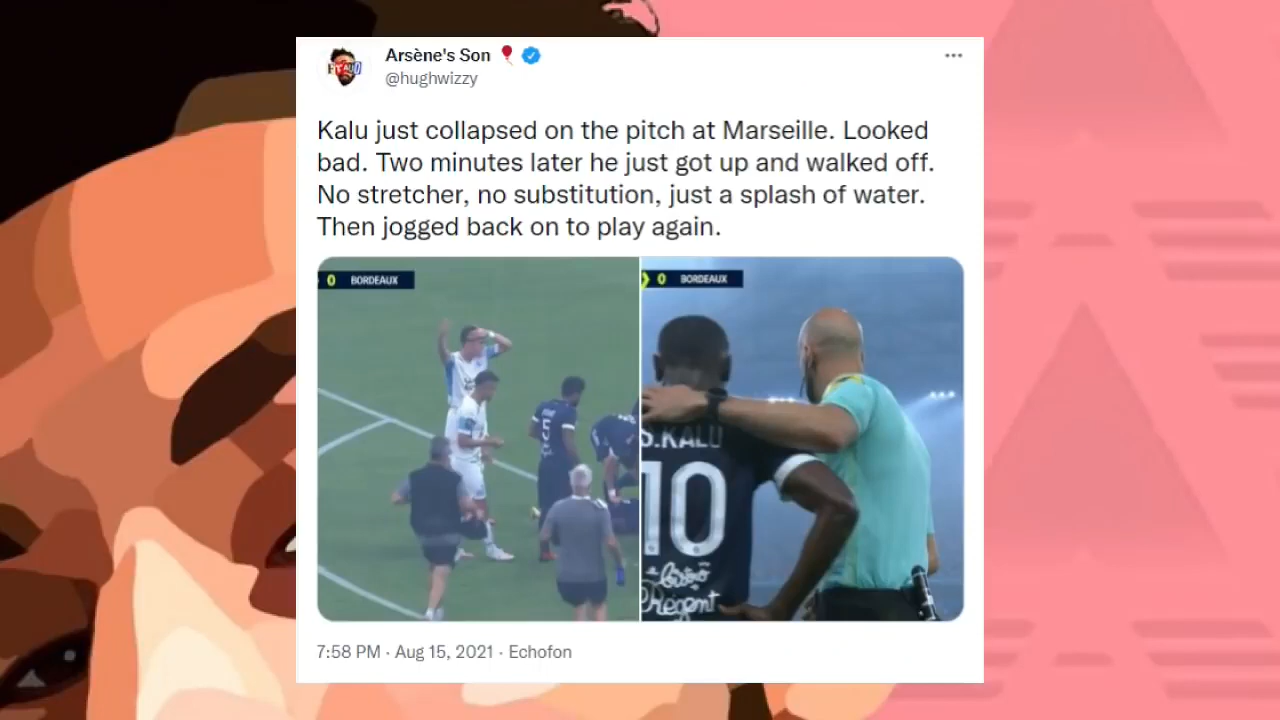 Arsène's Son
@hughwizzy
Kalu just collapsed on the pitch at Marseille. Looked
bad. Two minutes later he just got up and walked off.
No stretcher, no substitution, just a splash of water.
Then jogged back on to play again.
0 BORDEAUX
0 BORDEAUX
S.KALU
10
bistro
Régent
7:58 PM · Aug 15, 2021 · Echofon